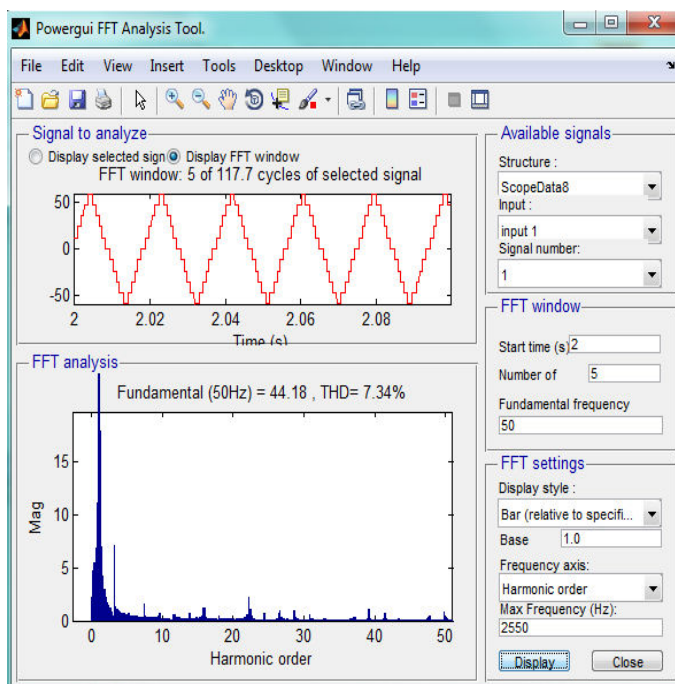 Powergui FFT Analysis Tool.
File Edit View Insert Tools Desktop Window Help
Signal to analyze
Display selected sign Display FFT window
FFT window: 5 of 117.7 cycles of selected signal
50
0
-50
2 2.02 2.04 2.06 2.08
Time (s)
FFT analysis
Fundamental (50Hz) = 44.18 , THD= 7.34%
15
10
5
0
Mag
0 10 20 30 40 50
Harmonic order
Available signals
Structure :
ScopeData8
Input :
input 1
Signal number:
1
FFT window
Start time (s) 2
Number of 5
Fundamental frequency
50
FFT settings
Display style :
Bar (relative to specifi...
Base 1.0
Frequency axis:
Harmonic order
Max Frequency (Hz):
2550
Display Close